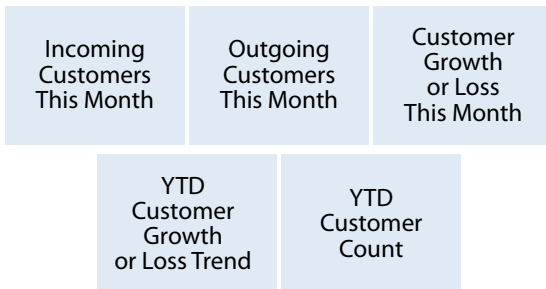 Incoming
Customers
This Month
Outgoing
Customers
This Month
Customer
Growth
or Loss
This Month
YTD
Customer
Growth
or Loss Trend
YTD
Customer
Count